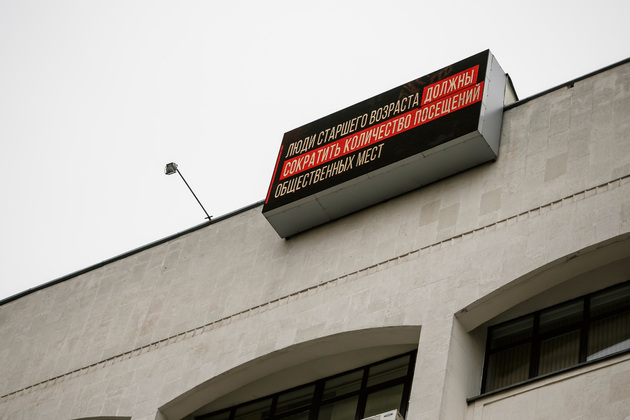 ЛЮДИ СТАРШЕГО ВОЗРАСТА ДОЛЖНЫ
СОКРАТИТЬ КОЛИЧЕСТВО ПОСЕЩЕНИЙ
ОБЩЕСТВЕННЫХ МЕСТ